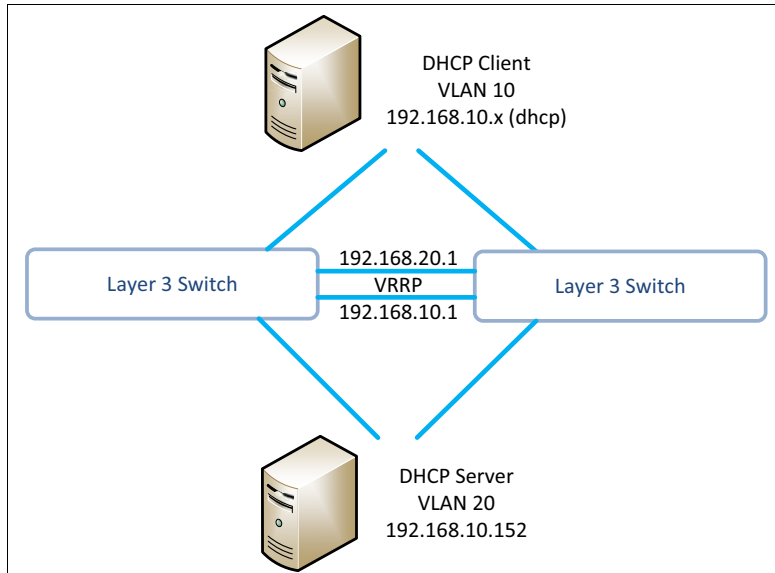 DHCP Client
VLAN 10
192.168.10.x (dhcp)
192.168.20.1
Layer 3 Switch
VRRP
Layer 3 Switch
192.168.10.1
DHCP Server
VLAN 20
192.168.10.152